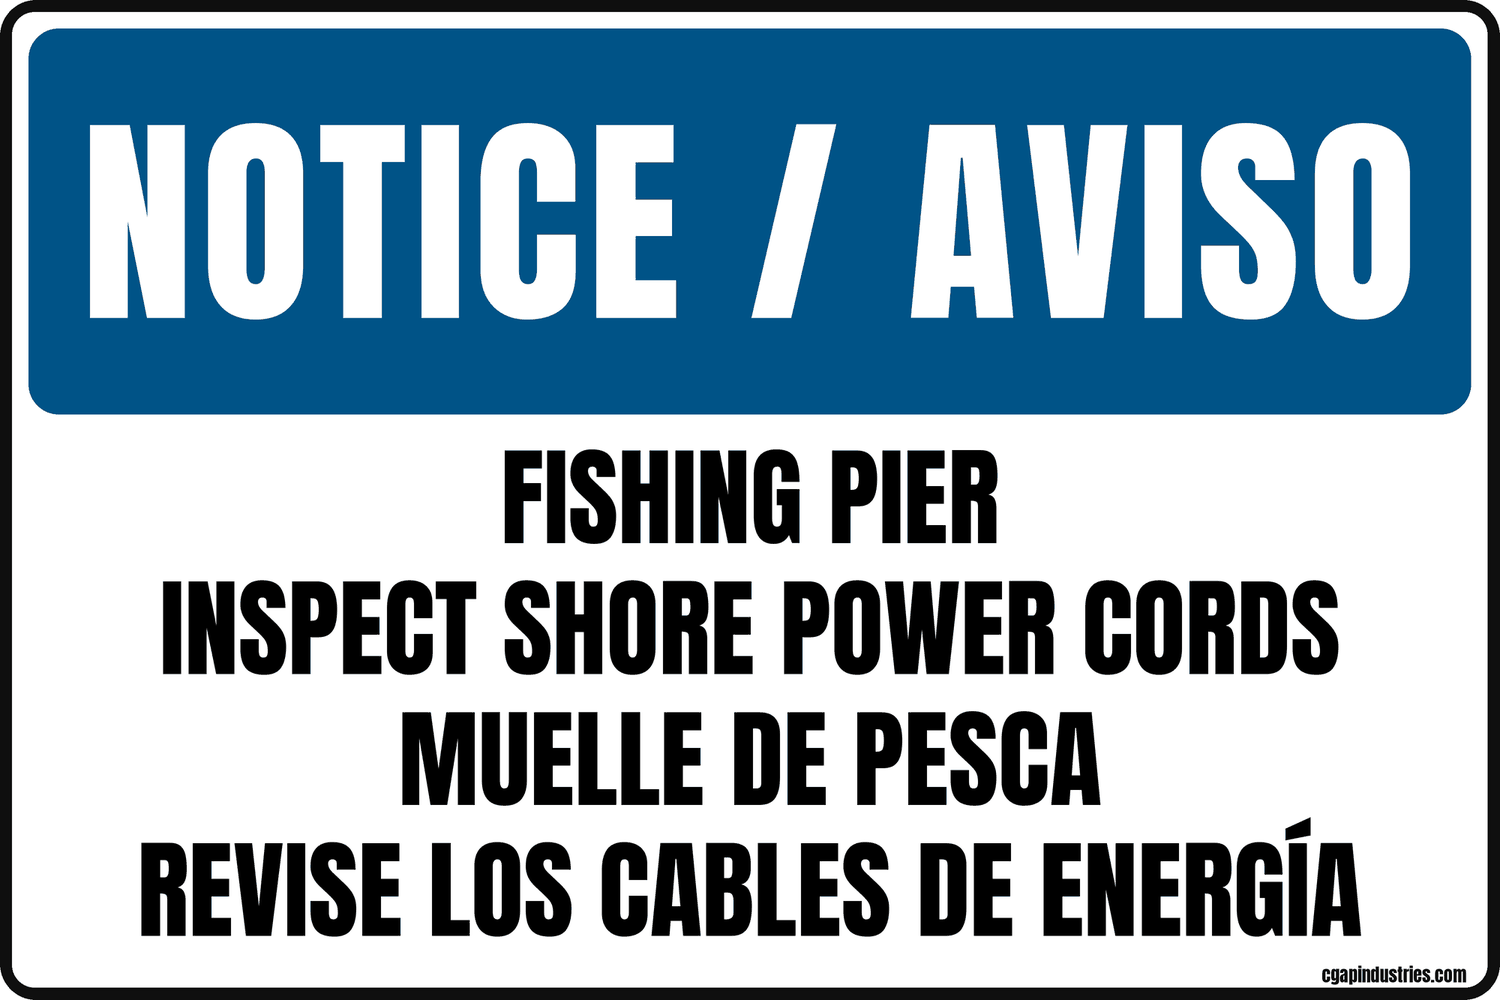 NOTICE / AVISO
FISHING PIER
INSPECT SHORE POWER CORDS
MUELLE DE PESCA
REVISE LOS CABLES DE ENERGÍA
cgapindustries.com